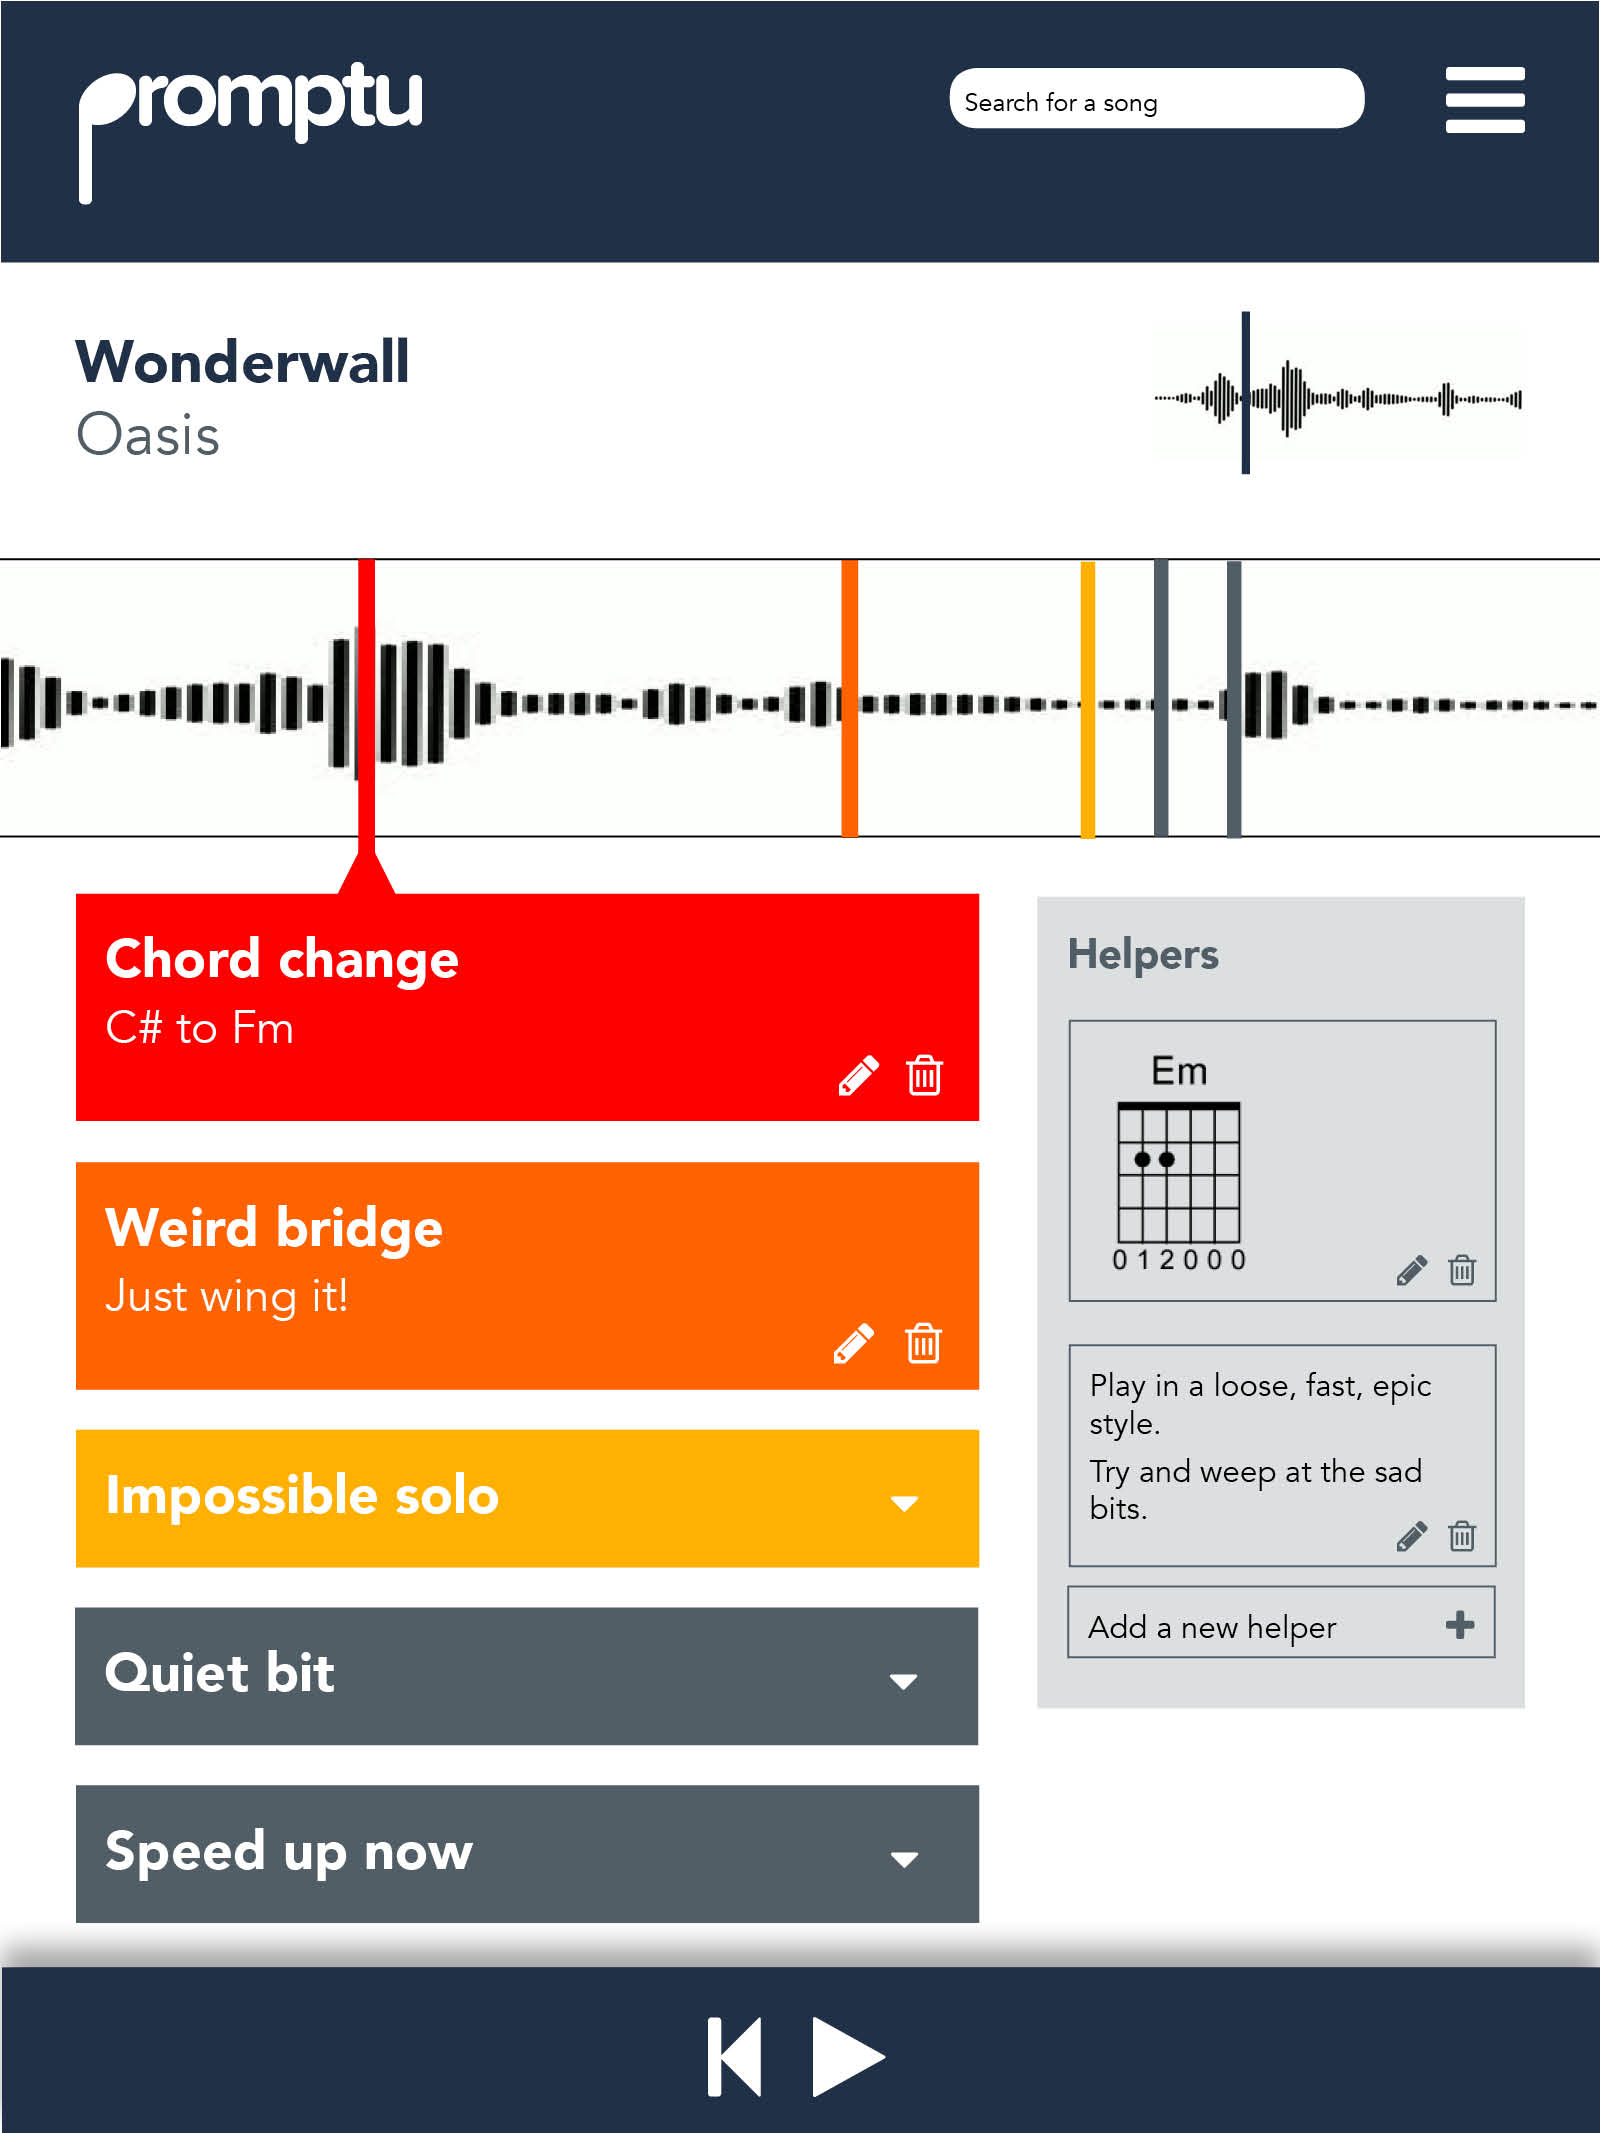 promptu
Search for a song
Wonderwall
Oasis
Chord change
C# to Fm
Weird bridge
Just wing it!
Impossible solo
Quiet bit
Speed up now
Helpers
Em
0 1 2 0 0 0
Play in a loose, fast, epic
style.
Try and weep at the sad
bits.
Add a new helper